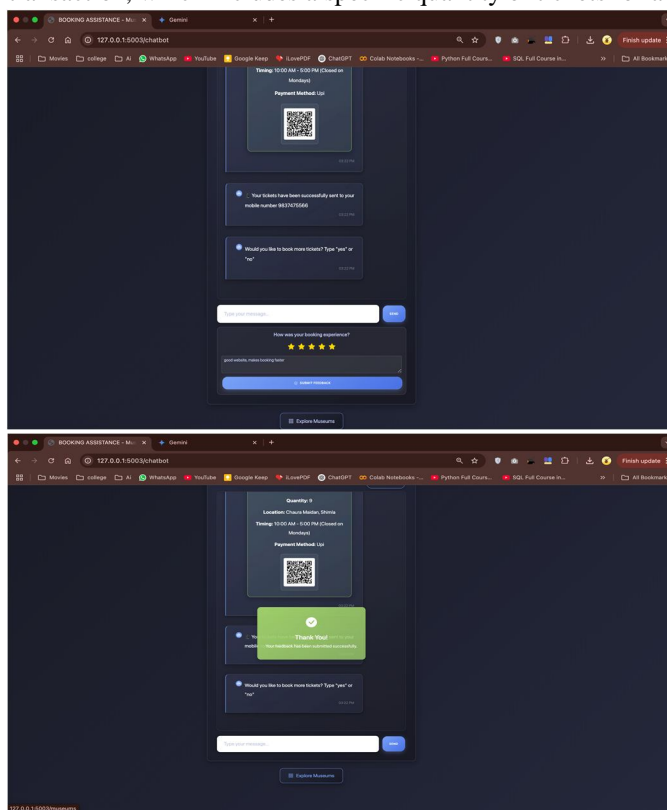 BOOKING ASSISTANCE - Mu
Gemini
127.0.0.1:5003/chatbot
Finish update
Movies college Ai WhatsApp YouTube Google Keep iLovePDF ChatGPT Colab Notebooks -... Python Full Cours... SQL Full Course in... All Bookmark
Timing: 10:00 AM - 5:00 PM (Closed on
Mondays)
Payment Method: Upi
Your tickets have been successfully sent to your
mobile number 9837475566
Would you like to book more tickets? Type "yes" or
"no"
Type your message...
SEND
How was your booking experience?
good website, makes booking faster
SUBMIT FEEDBACK
Explore Museums
BOOKING ASSISTANCE - Mu
Gemini
127.0.0.1:5003/chatbot
Finish update
Movies college Ai WhatsApp YouTube Google Keep iLovePDF ChatGPT Colab Notebooks -... Python Full Cours... SQL Full Course in... All Bookmark
Quantity: 9
Location: Chaura Maidan, Shimla
Timing: 10:00 AM - 5:00 PM (Closed on
Mondays)
Payment Method: Upi
Thank You!
Your feedback has been submitted successfully.
Would you like to book more tickets? Type "yes" or
"no"
Type your message...
SEND
Explore Museums
127.0.0.1:5003/museums